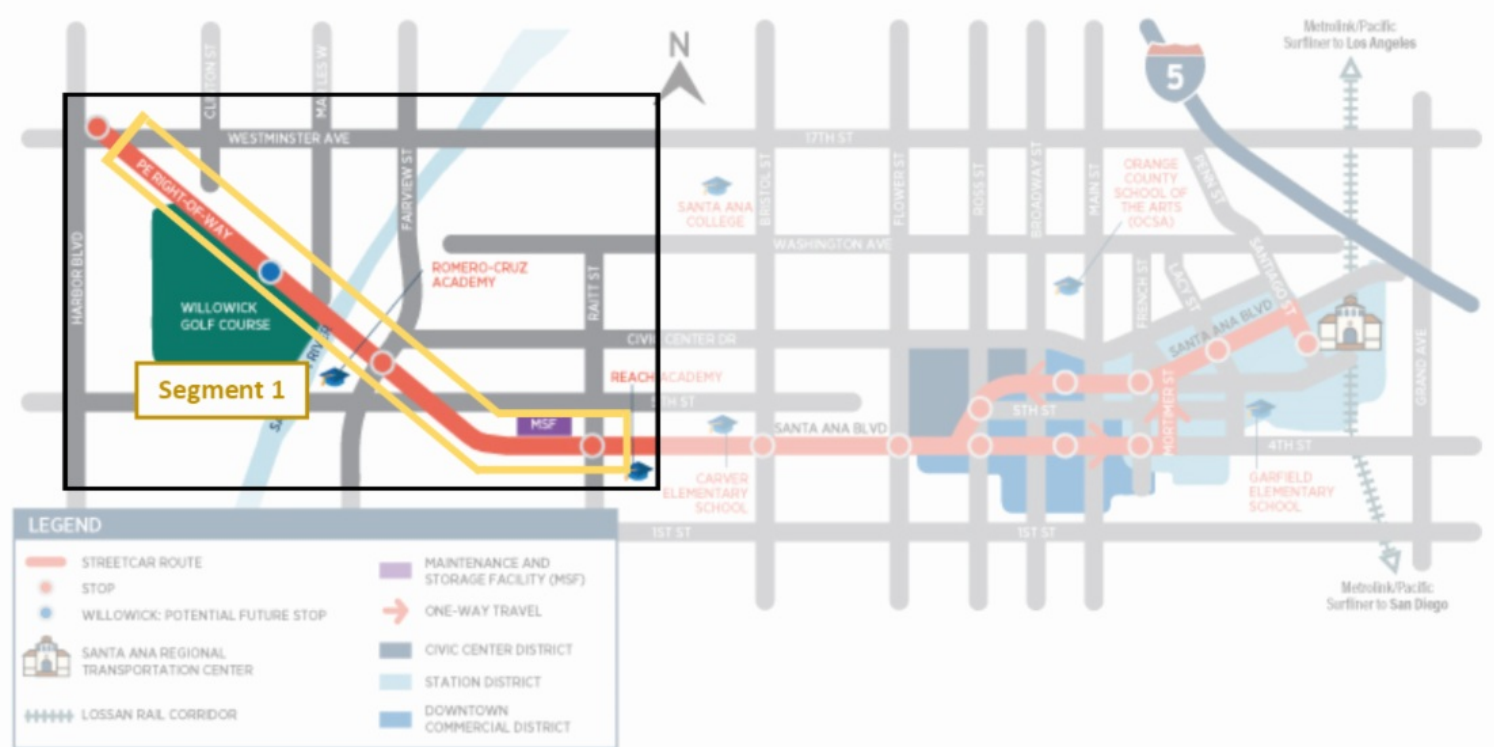 Metrolink/Pacific
Surfliner to Los Angeles
N
5
CLINTON ST
FAIRVIEW ST
WESTMINSTER AVE
17TH ST
PE RIGHT-OF-WAY
HARBOR BLVD
SANTA ANA
COLLEGE
BRISTOL ST
FLOWER ST
ROSS ST
BROADWAY ST
MAIN ST
ORANGE
COUNTY
SCHOOL OF
THE ARTS
(OCSA)
PENN ST
WASHINGTON AVE
ROMERO-CRUZ
ACADEMY
RAITT ST
FRENCH ST
LACY ST
SANTIAGO ST
WILLOWICK
GOLF COURSE
RIVER
CIVIC CENTER DR
SANTA ANA BLVD
GRAND AVE
Segment 1
REACH ACADEMY
5TH ST
5TH ST
MORTIMER ST
MSF
SANTA ANA BLVD
4TH ST
CARVER
ELEMENTARY
SCHOOL
GARFIELD
ELEMENTARY
SCHOOL
1ST ST
1ST ST
Metrolink/Pacific
Surfliner to San Diego
LEGEND
STREETCAR ROUTE
STOP
WILLOWICK: POTENTIAL FUTURE STOP
SANTA ANA REGIONAL
TRANSPORTATION CENTER
LOSSAN RAIL CORRIDOR
MAINTENANCE AND
STORAGE FACILITY (MSF)
ONE-WAY TRAVEL
CIVIC CENTER DISTRICT
STATION DISTRICT
DOWNTOWN
COMMERCIAL DISTRICT